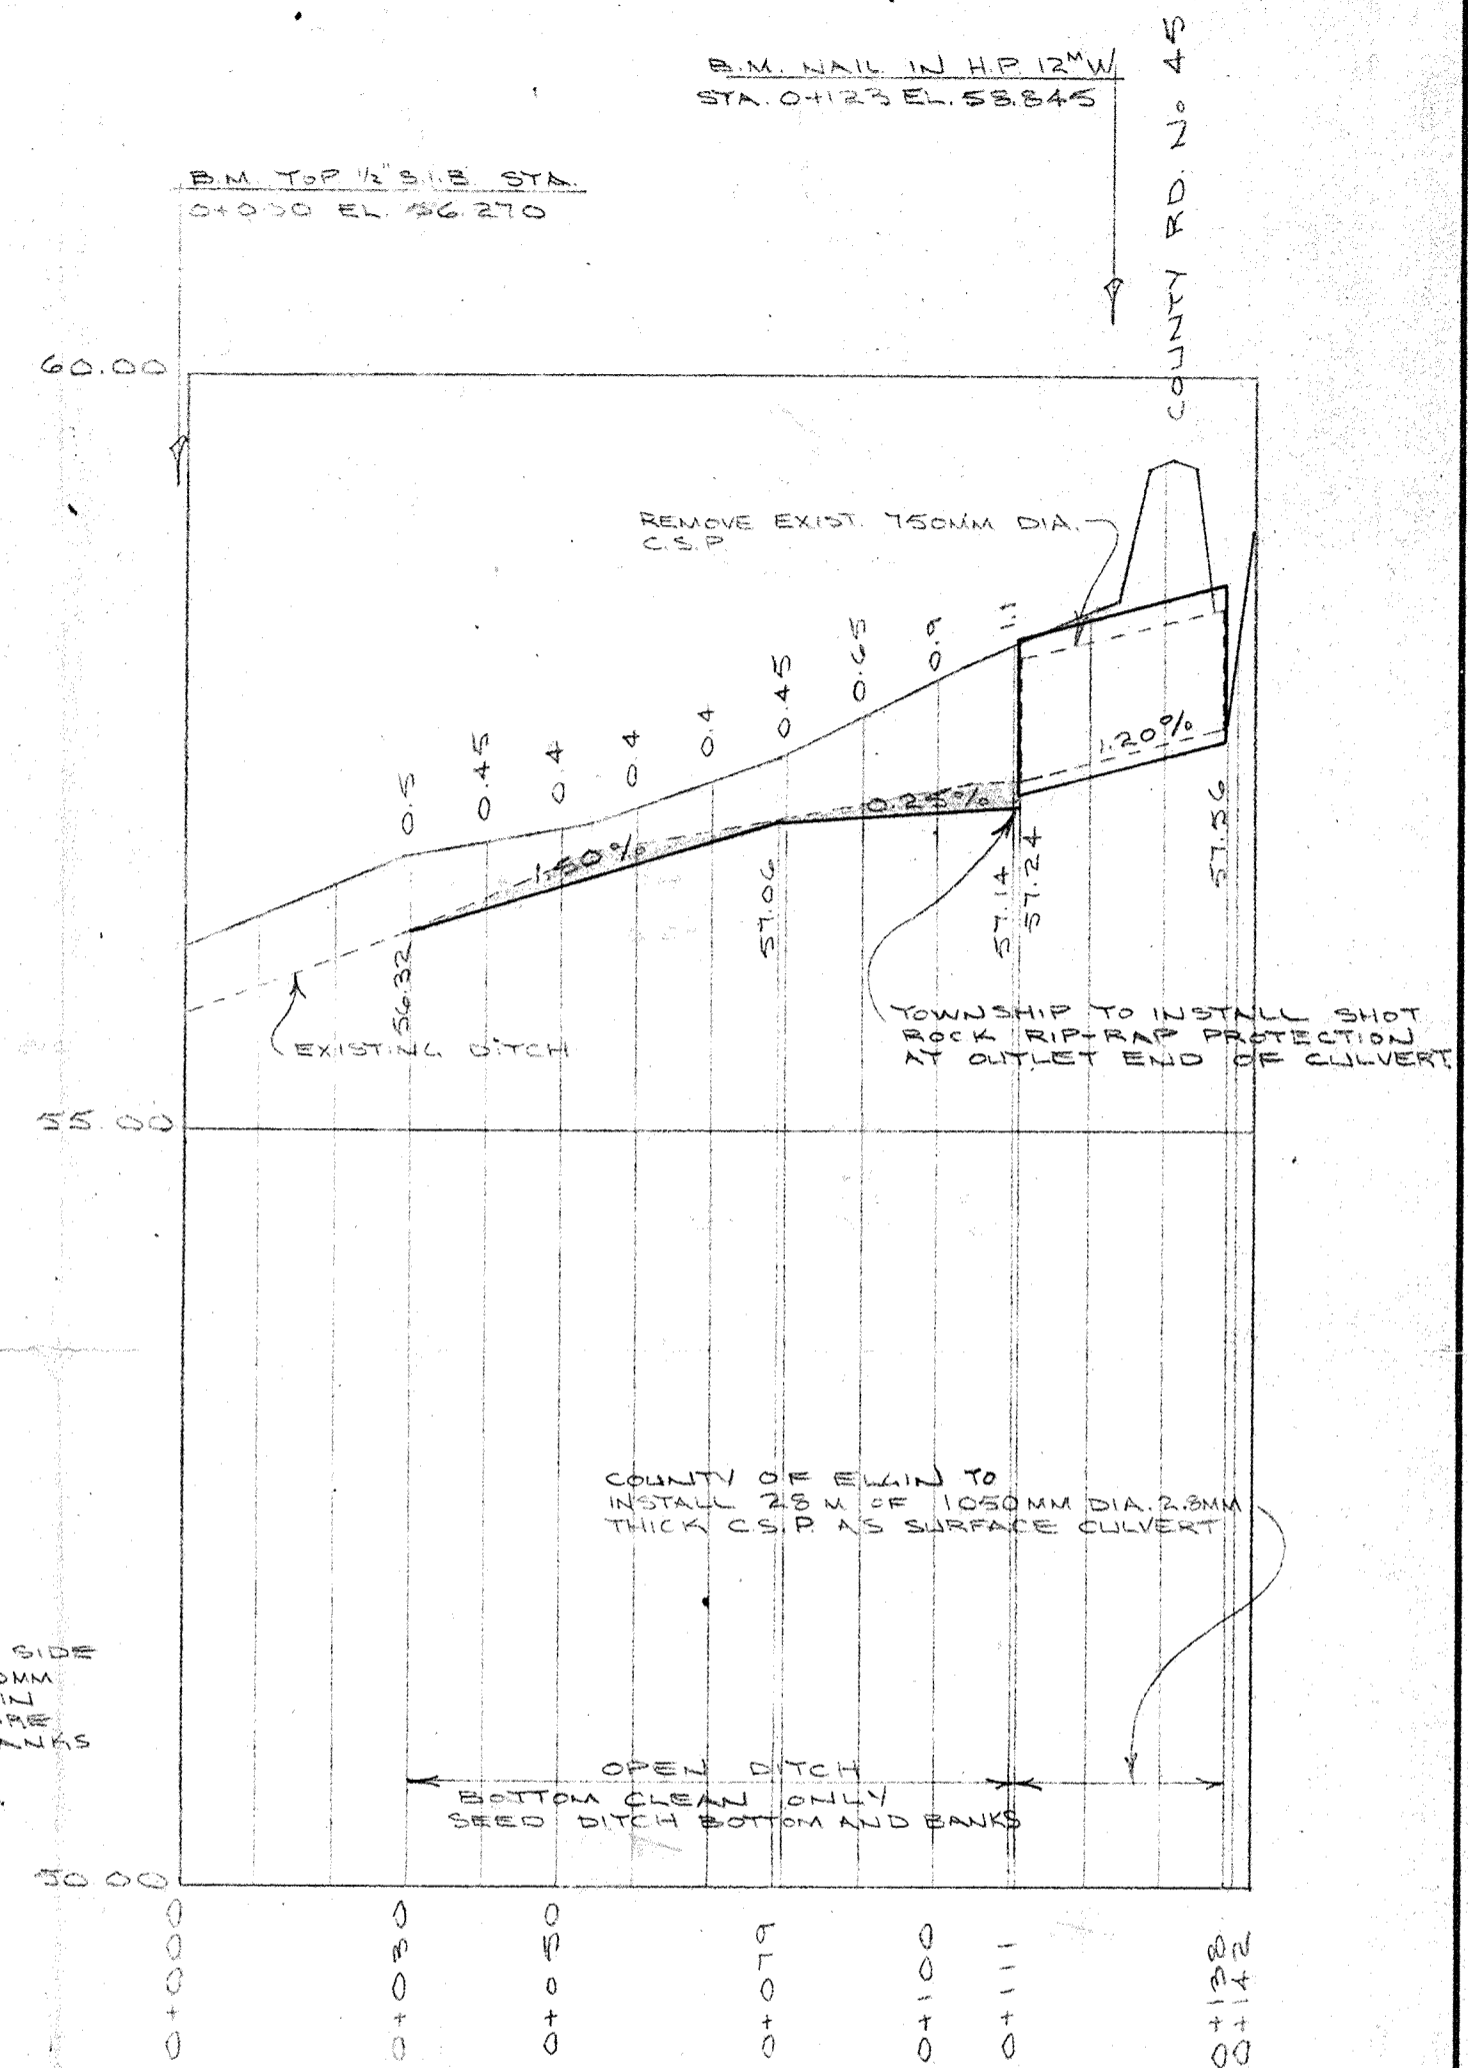 B.M. NAIL IN H.P. 12ᴹW
STA. 0+123 EL. 58.845
COUNTY RD. No 45
B.M. TOP 1/2" S.I.B. STA.
0+000 EL. 56.270
60.00
REMOVE EXIST. 750MM DIA.
C.S.P.
0.5
0.45
0.4
0.4
0.4
0.45
0.65
0.9
1.1
1.50%
0.25%
1.20%
56.32
57.06
57.14
57.24
57.56
EXISTING DITCH
TOWNSHIP TO INSTALL SHOT
ROCK RIP-RAP PROTECTION
AT OUTLET END OF CULVERT
55.00
COUNTY OF ELGIN TO
INSTALL 28 M OF 1050MM DIA. 2.8MM
THICK C.S.P. AS SURFACE CULVERT
SIDE
0MM
IN
ANKS
OPEN DITCH
BOTTOM CLEAN ONLY
SEED DITCH BOTTOM AND BANKS
50.00
0+000
0+030
0+050
0+079
0+100
0+111
0+138
0+142